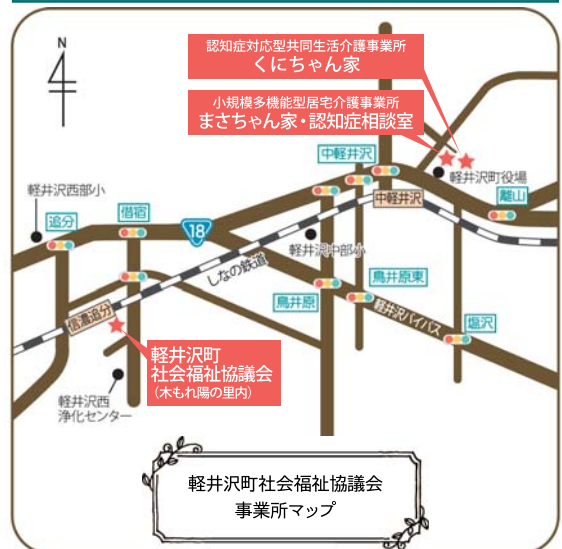 N
認知症対応型共同生活介護事業所
くにちゃん家
小規模多機能型居宅介護事業所
まさちゃん家・認知症相談室
中軽井沢
軽井沢町役場
離山
中軽井沢
軽井沢西部小
追分
借宿
18
軽井沢中部小
しなの鉄道
鳥井原
鳥井原東
軽井沢バイパス
塩沢
信濃追分
軽井沢町
社会福祉協議会
(木もれ陽の里内)
軽井沢西
浄化センター
軽井沢町社会福祉協議会
事業所マップ